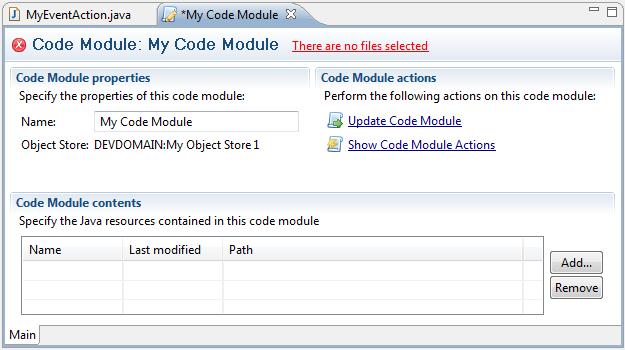 MyEventAction.java
*My Code Module
Code Module: My Code Module
There are no files selected
Code Module properties
Specify the properties of this code module:
Name:
My Code Module
Object Store: DEVDOMAIN:My Object Store 1
Code Module actions
Perform the following actions on this code module:
Update Code Module
Show Code Module Actions
Code Module contents
Specify the Java resources contained in this code module
Name
Last modified
Path
Add...
Remove
Main